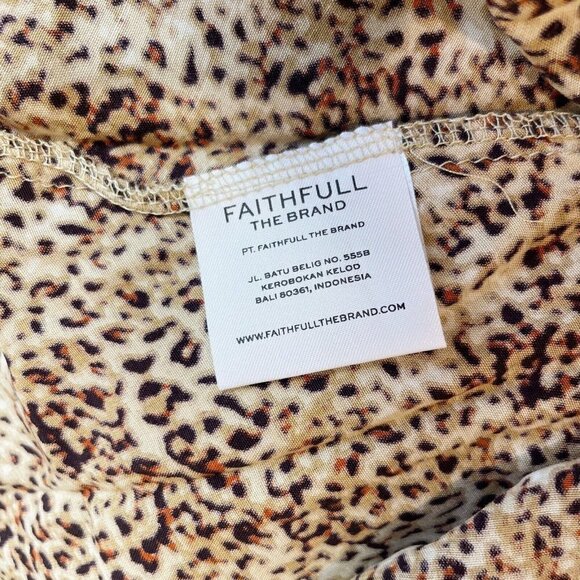 FAITHFULL
THE BRAND
PT. FAITHFULL THE BRAND
JL. BATU BELIG NO. 555B
KEROBOKAN KELOD
BALI 80361, INDONESIA
WWW.FAITHFULLTHEBRAND.COM